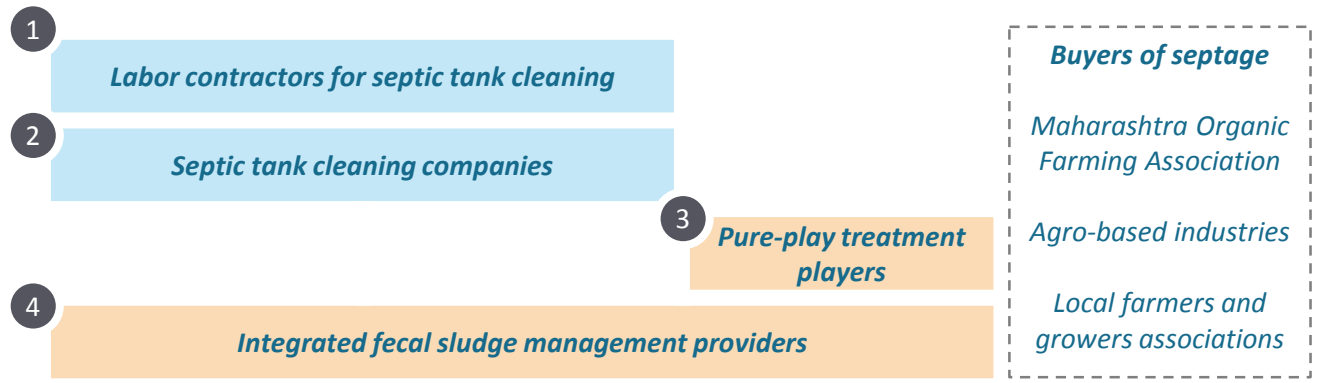 1
Labor contractors for septic tank cleaning
2
Septic tank cleaning companies
3
Pure-play treatment
players
4
Integrated fecal sludge management providers
Buyers of septage
Maharashtra Organic
Farming Association
Agro-based industries
Local farmers and
growers associations